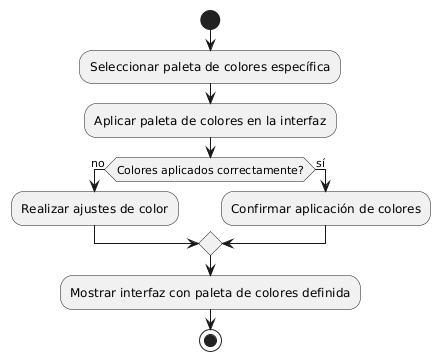 Seleccionar paleta de colores específica
Aplicar paleta de colores en la interfaz
no
Colores aplicados correctamente?
sí
Realizar ajustes de color
Confirmar aplicación de colores
Mostrar interfaz con paleta de colores definida